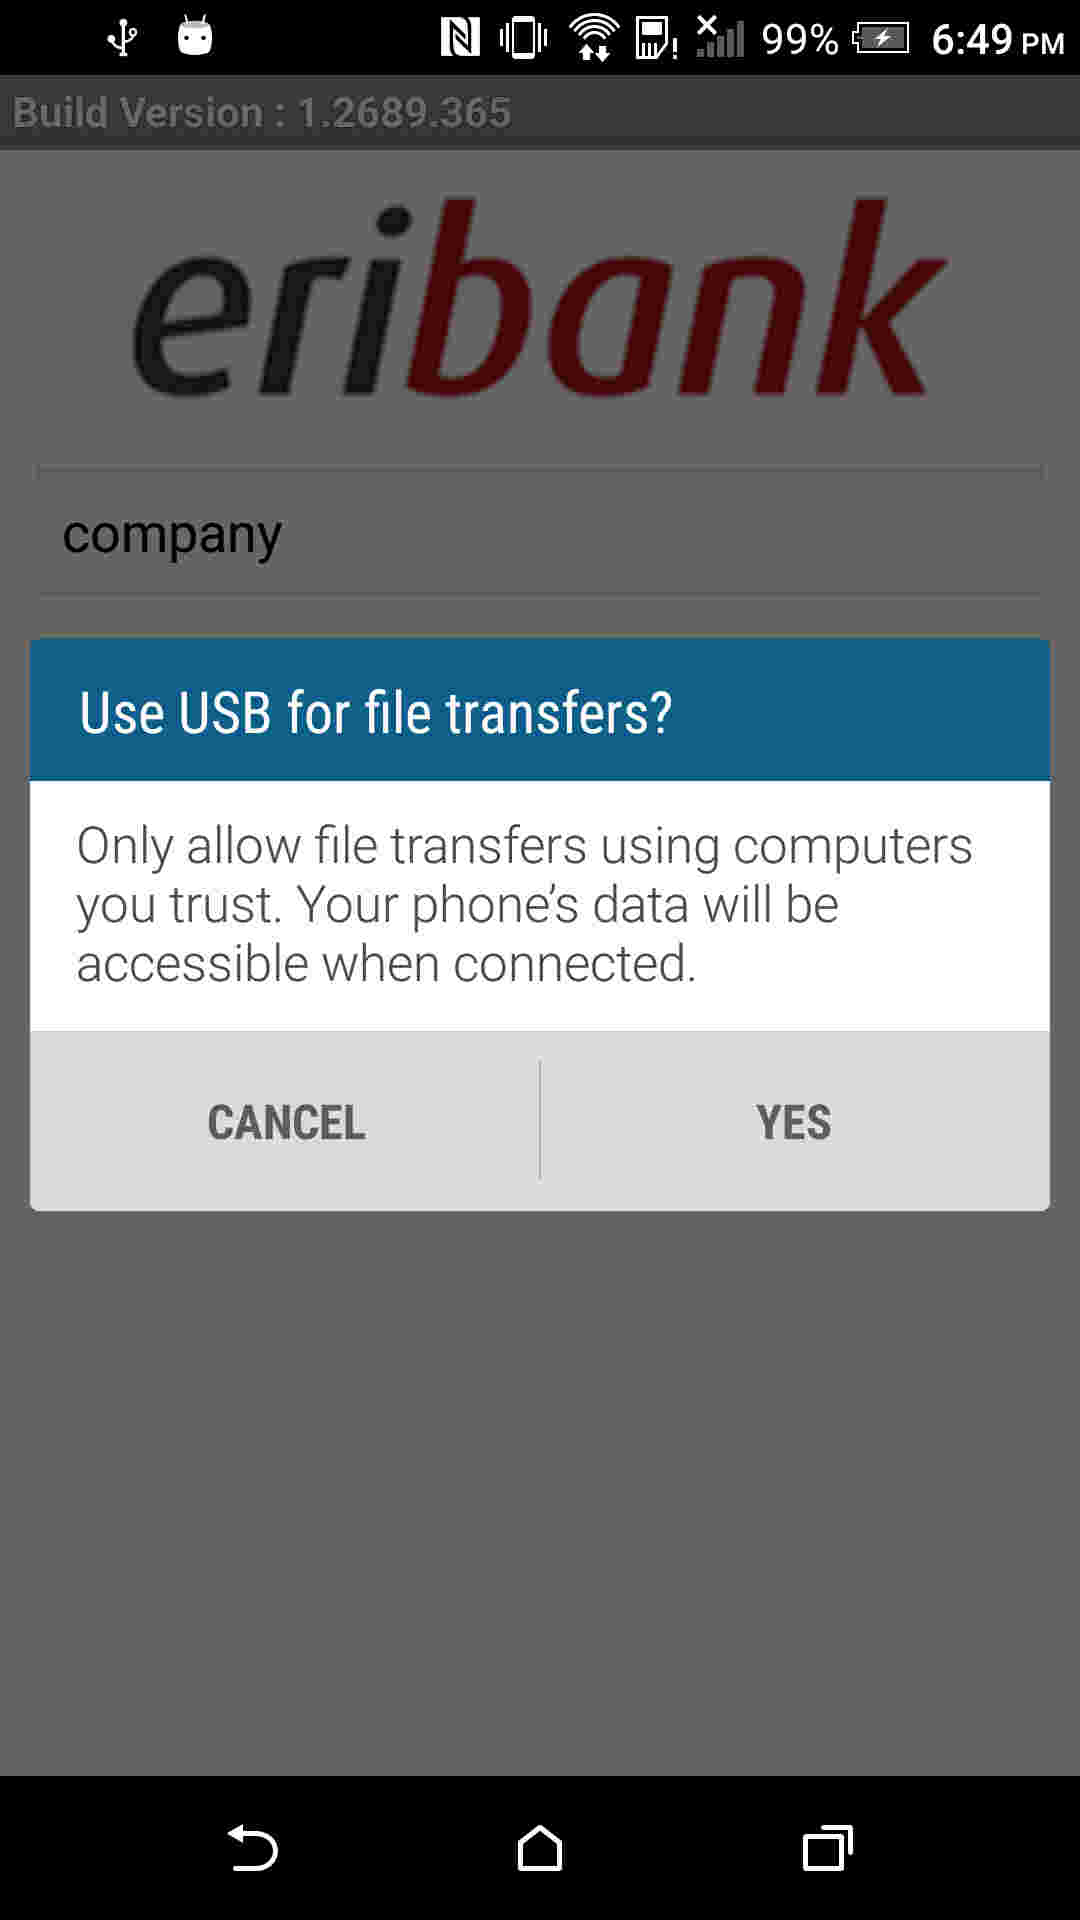 99% 6:49 PM
Build Version : 1.2689.365
eribank
company
Use USB for file transfers?
Only allow file transfers using computers
you trust. Your phone’s data will be
accessible when connected.
CANCEL YES